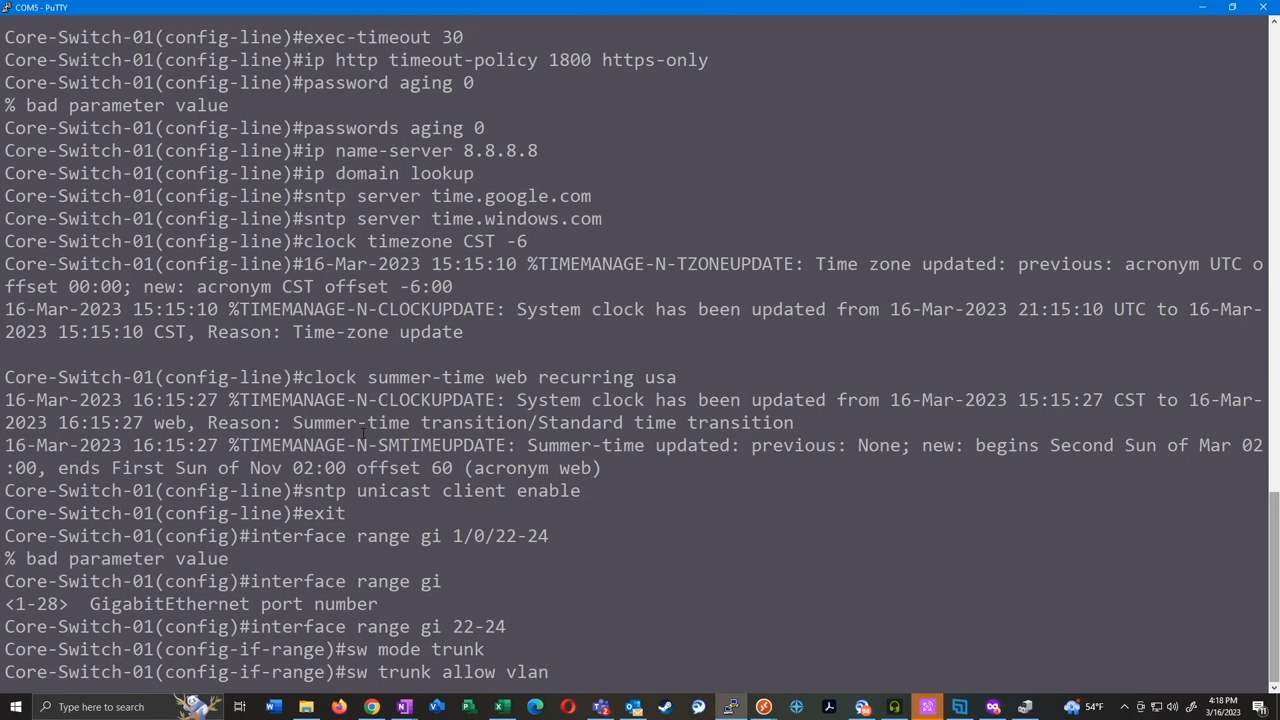 COM5 - PuTTY
Core-Switch-01(config-line)#exec-timeout 30
Core-Switch-01(config-line)#ip http timeout-policy 1800 https-only
Core-Switch-01(config-line)#password aging 0
% bad parameter value
Core-Switch-01(config-line)#passwords aging 0
Core-Switch-01(config-line)#ip name-server 8.8.8.8
Core-Switch-01(config-line)#ip domain lookup
Core-Switch-01(config-line)#sntp server time.google.com
Core-Switch-01(config-line)#sntp server time.windows.com
Core-Switch-01(config-line)#clock timezone CST -6
Core-Switch-01(config-line)#16-Mar-2023 15:15:10 %TIMEMANAGE-N-TZONEUPDATE: Time zone updated: previous: acronym UTC o
ffset 00:00; new: acronym CST offset -6:00
16-Mar-2023 15:15:10 %TIMEMANAGE-N-CLOCKUPDATE: System clock has been updated from 16-Mar-2023 21:15:10 UTC to 16-Mar-
2023 15:15:10 CST, Reason: Time-zone update
Core-Switch-01(config-line)#clock summer-time web recurring usa
16-Mar-2023 16:15:27 %TIMEMANAGE-N-CLOCKUPDATE: System clock has been updated from 16-Mar-2023 15:15:27 CST to 16-Mar-
2023 16:15:27 web, Reason: Summer-time transition/Standard time transition
16-Mar-2023 16:15:27 %TIMEMANAGE-N-SMTIMEUPDATE: Summer-time updated: previous: None; new: begins Second Sun of Mar 02
:00, ends First Sun of Nov 02:00 offset 60 (acronym web)
Core-Switch-01(config-line)#sntp unicast client enable
Core-Switch-01(config-line)#exit
Core-Switch-01(config)#interface range gi 1/0/22-24
% bad parameter value
Core-Switch-01(config)#interface range gi
<1-28>  GigabitEthernet port number
Core-Switch-01(config)#interface range gi 22-24
Core-Switch-01(config-if-range)#sw mode trunk
Core-Switch-01(config-if-range)#sw trunk allow vlan
Type here to search
54°F
4:18 PM
3/16/2023